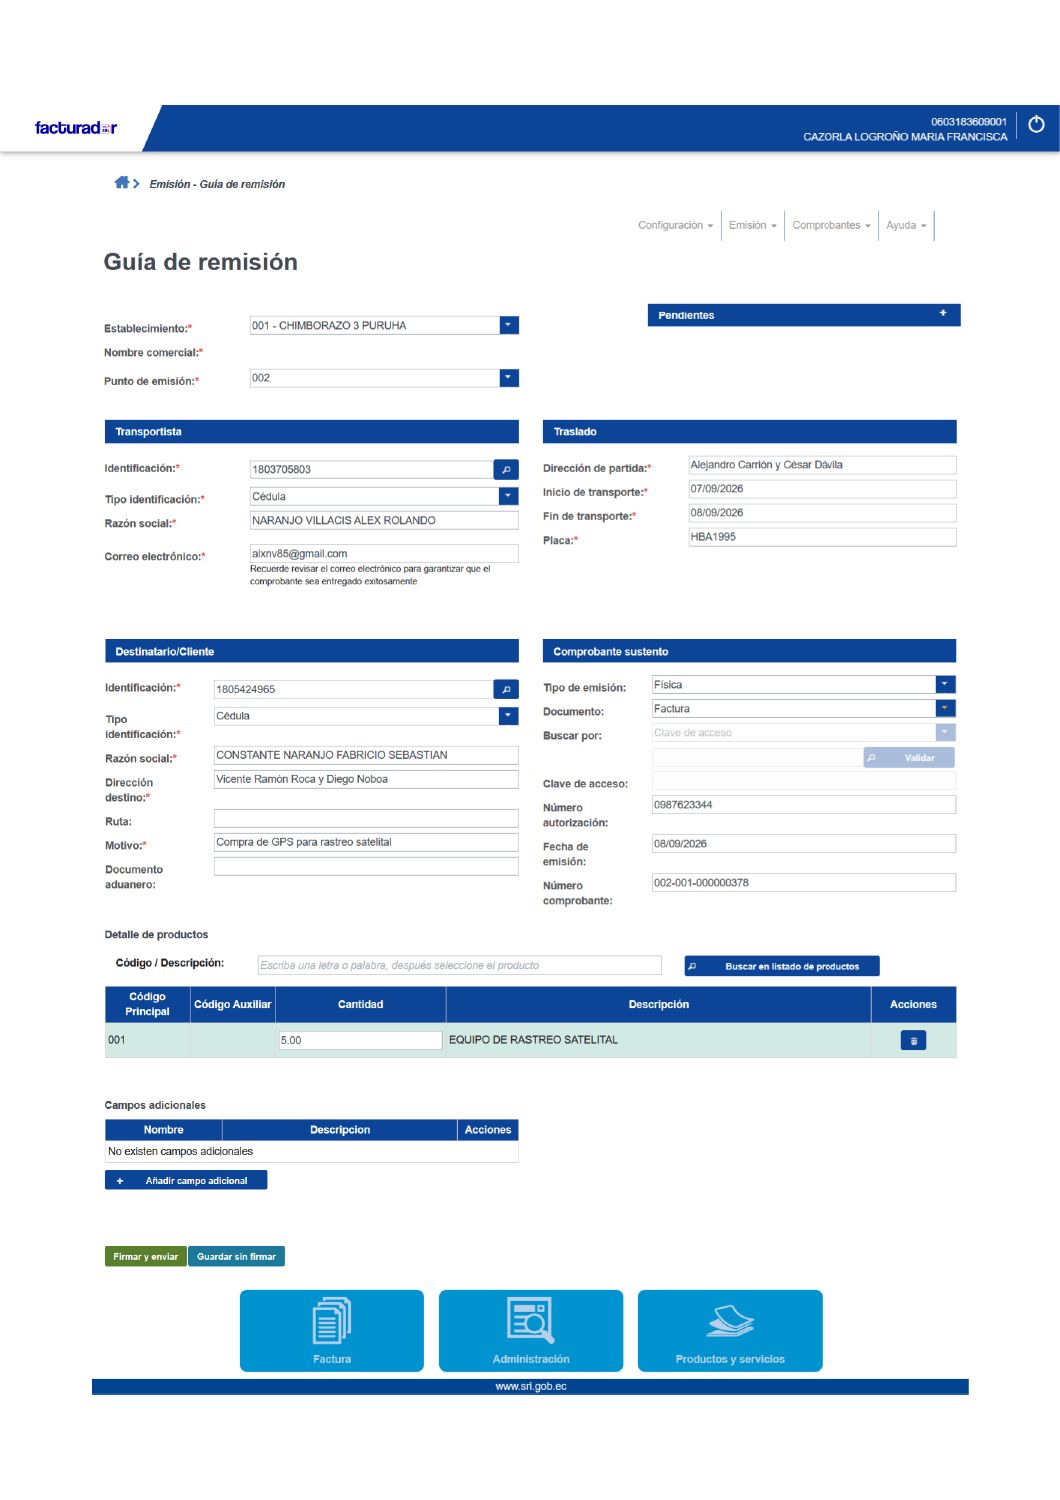 facturador
0603183609001
CAZORLA LOGROÑO MARIA FRANCISCA
Emisión - Guía de remisión
Configuración
Emisión
Comprobantes
Ayuda
Guía de remisión
Establecimiento:* 001 - CHIMBORAZO 3 PURUHA
Pendientes +
Nombre comercial:*
Punto de emisión:* 002
Transportista
Identificación:* 1803705803
Tipo identificación:* Cédula
Razón social:* NARANJO VILLACIS ALEX ROLANDO
Correo electrónico:* alxnv85@gmail.com
Recuerde revisar el correo electrónico para garantizar que el
comprobante sea entregado exitosamente
Traslado
Dirección de partida:* Alejandro Carrión y César Dávila
Inicio de transporte:* 07/09/2026
Fin de transporte:* 08/09/2026
Placa:* HBA1995
Destinatario/Cliente
Identificación:* 1805424965
Tipo
identificación:* Cédula
Razón social:* CONSTANTE NARANJO FABRICIO SEBASTIAN
Dirección
destino:* Vicente Ramón Roca y Diego Noboa
Ruta:
Motivo:* Compra de GPS para rastreo satelital
Documento
aduanero:
Comprobante sustento
Tipo de emisión: Física
Documento: Factura
Buscar por: Clave de acceso
Validar
Clave de acceso:
Número
autorización: 0987623344
Fecha de
emisión: 08/09/2026
Número
comprobante: 002-001-000000378
Detalle de productos
Código / Descripción: Escriba una letra o palabra, después seleccione el producto
Buscar en listado de productos
Código
Principal
Código Auxiliar
Cantidad
Descripción
Acciones
001 5.00 EQUIPO DE RASTREO SATELITAL
Campos adicionales
Nombre Descripcion Acciones
No existen campos adicionales
+ Añadir campo adicional
Firmar y enviar
Guardar sin firmar
Factura
Administración
Productos y servicios
www.sri.gob.ec